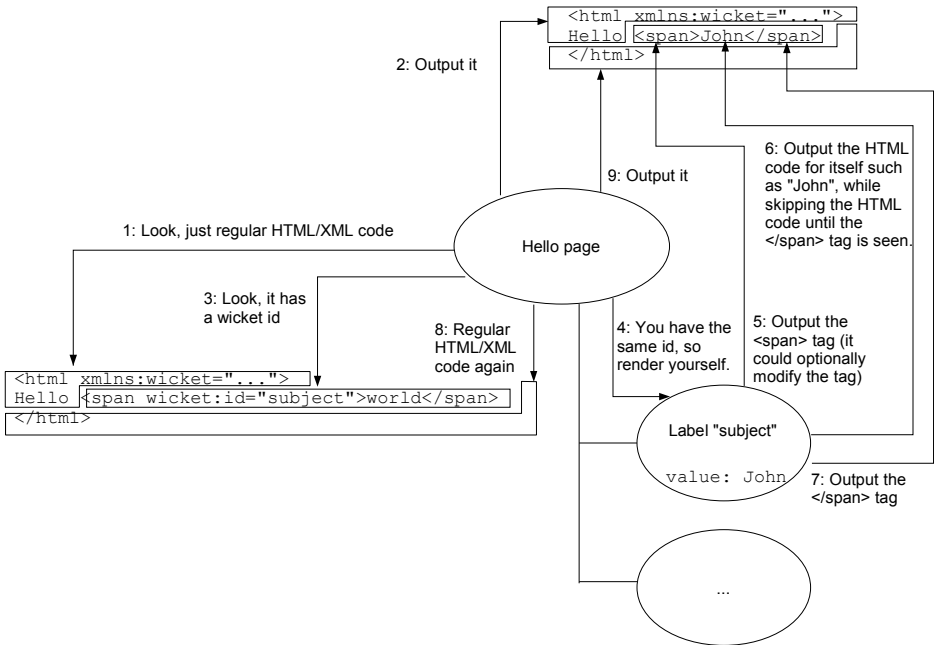 <html xmlns:wicket="...">
Hello <span>John</span>
</html>
2: Output it
9: Output it
6: Output the HTML
code for itself such
as "John", while
skipping the HTML
code until the
</span> tag is seen.
1: Look, just regular HTML/XML code
Hello page
3: Look, it has
a wicket id
8: Regular
HTML/XML
code again
4: You have the
same id, so
render yourself.
5: Output the
<span> tag (it
could optionally
modify the tag)
<html xmlns:wicket="...">
Hello <span wicket:id="subject">world</span>
</html>
Label "subject"
value: John
7: Output the
</span> tag
...